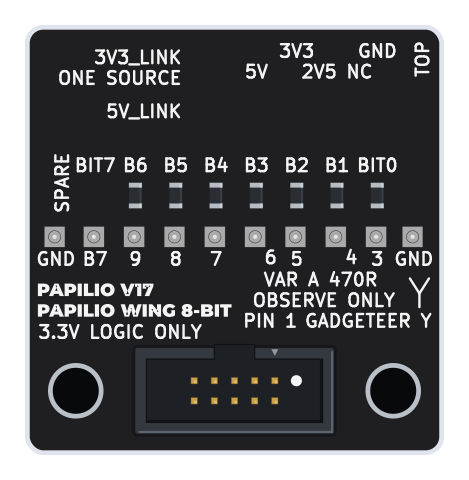 3V3_LINK 3V3 GND TOP
ONE SOURCE 5V 2V5 NC
5V_LINK
SPARE BIT7 B6 B5 B4 B3 B2 B1 BIT0
GND B7 9 8 7 6 5 4 3 GND
VAR A 470R
PAPILIO V17 OBSERVE ONLY
PAPILIO WING 8-BIT PIN 1 GADGETEER Y
3.3V LOGIC ONLY